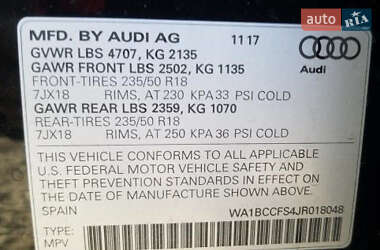 auto RIA
MFD. BY AUDI AG 11 17
GVWR LBS 4707, KG 2135
GAWR FRONT LBS 2502, KG 1135
FRONT-TIRES 235/50 R18
7JX18 RIMS, AT 230 KPA 33 PSI COLD
GAWR REAR LBS 2359, KG 1070
REAR-TIRES 235/50 R18
7JX18 RIMS, AT 250 KPA 36 PSI COLD
Audi
THIS VEHICLE CONFORMS TO ALL APPLICABLE
U.S. FEDERAL MOTOR VEHICLE SAFETY AND
THEFT PREVENTION STANDARDS IN EFFECT ON THE
DATE OF MANUFACTURE SHOWN ABOVE.
SPAIN WA1BCCFS4JR018048
TYPE:
MPV